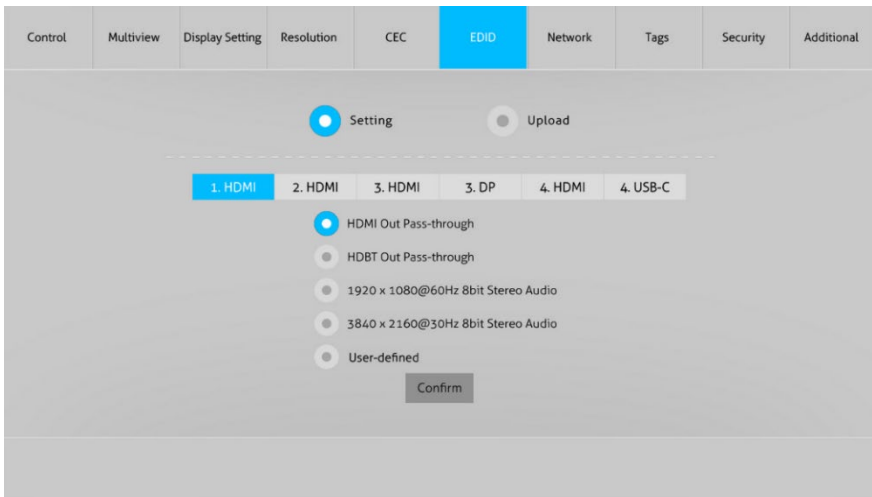 Control Multiview Display Setting Resolution CEC EDID Network Tags Security Additional
Setting Upload
1. HDMI 2. HDMI 3. HDMI 3. DP 4. HDMI 4. USB-C
HDMI Out Pass-through
HDBT Out Pass-through
1920 x 1080@60Hz 8bit Stereo Audio
3840 x 2160@30Hz 8bit Stereo Audio
User-defined
Confirm